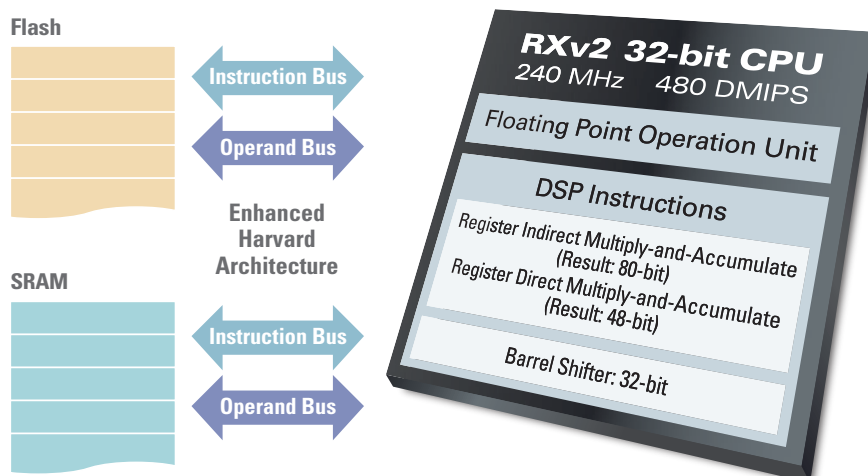 Flash
Instruction Bus
Operand Bus
Enhanced
Harvard
Architecture
SRAM
Instruction Bus
Operand Bus
RXv2 32-bit CPU
240 MHz 480 DMIPS
Floating Point Operation Unit
DSP Instructions
Register Indirect Multiply-and-Accumulate
(Result: 80-bit)
Register Direct Multiply-and-Accumulate
(Result: 48-bit)
Barrel Shifter: 32-bit